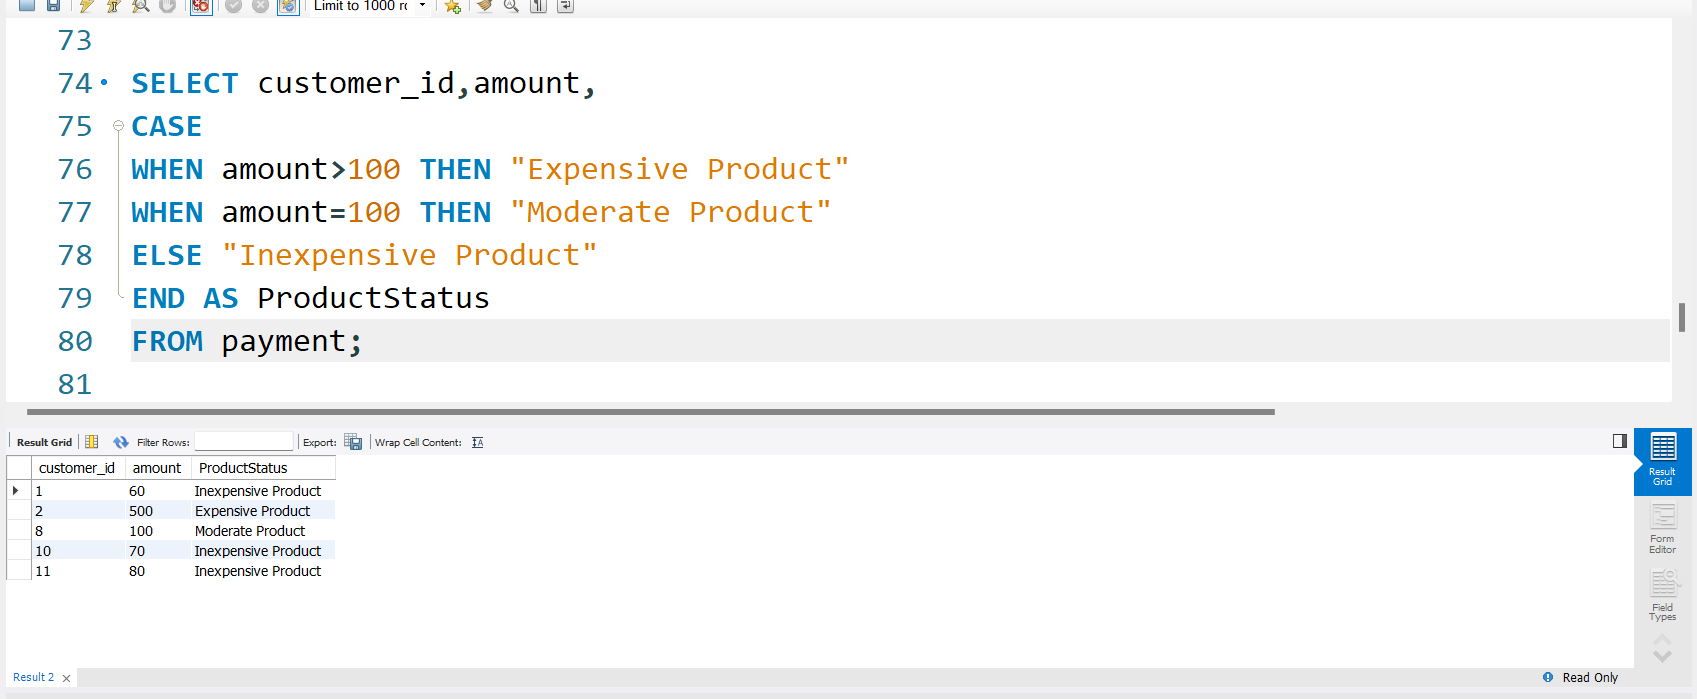 Limit to 1000
73
74 SELECT customer_id,amount,
75 CASE
76 WHEN amount>100 THEN "Expensive Product"
77 WHEN amount=100 THEN "Moderate Product"
78 ELSE "Inexpensive Product"
79 END AS ProductStatus
80 FROM payment;
81
Result Grid Filter Rows: Export: Wrap Cell Content: IA
customer_id amount ProductStatus
1 60 Inexpensive Product
2 500 Expensive Product
8 100 Moderate Product
10 70 Inexpensive Product
11 80 Inexpensive Product
Result
Grid
Form
Editor
Field
Types
Result 2
Read Only